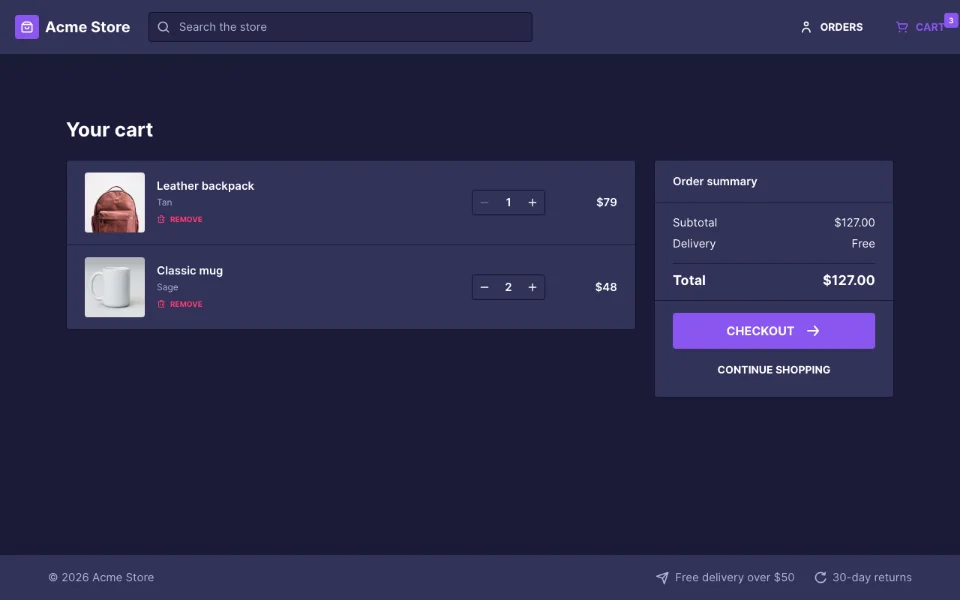 Acme Store
Search the store
ORDERS
CART
3
Your cart
Leather backpack
Tan
REMOVE
1
$79
Classic mug
Sage
REMOVE
2
$48
Order summary
Subtotal $127.00
Delivery Free
Total $127.00
CHECKOUT
CONTINUE SHOPPING
© 2026 Acme Store
Free delivery over $50
30-day returns